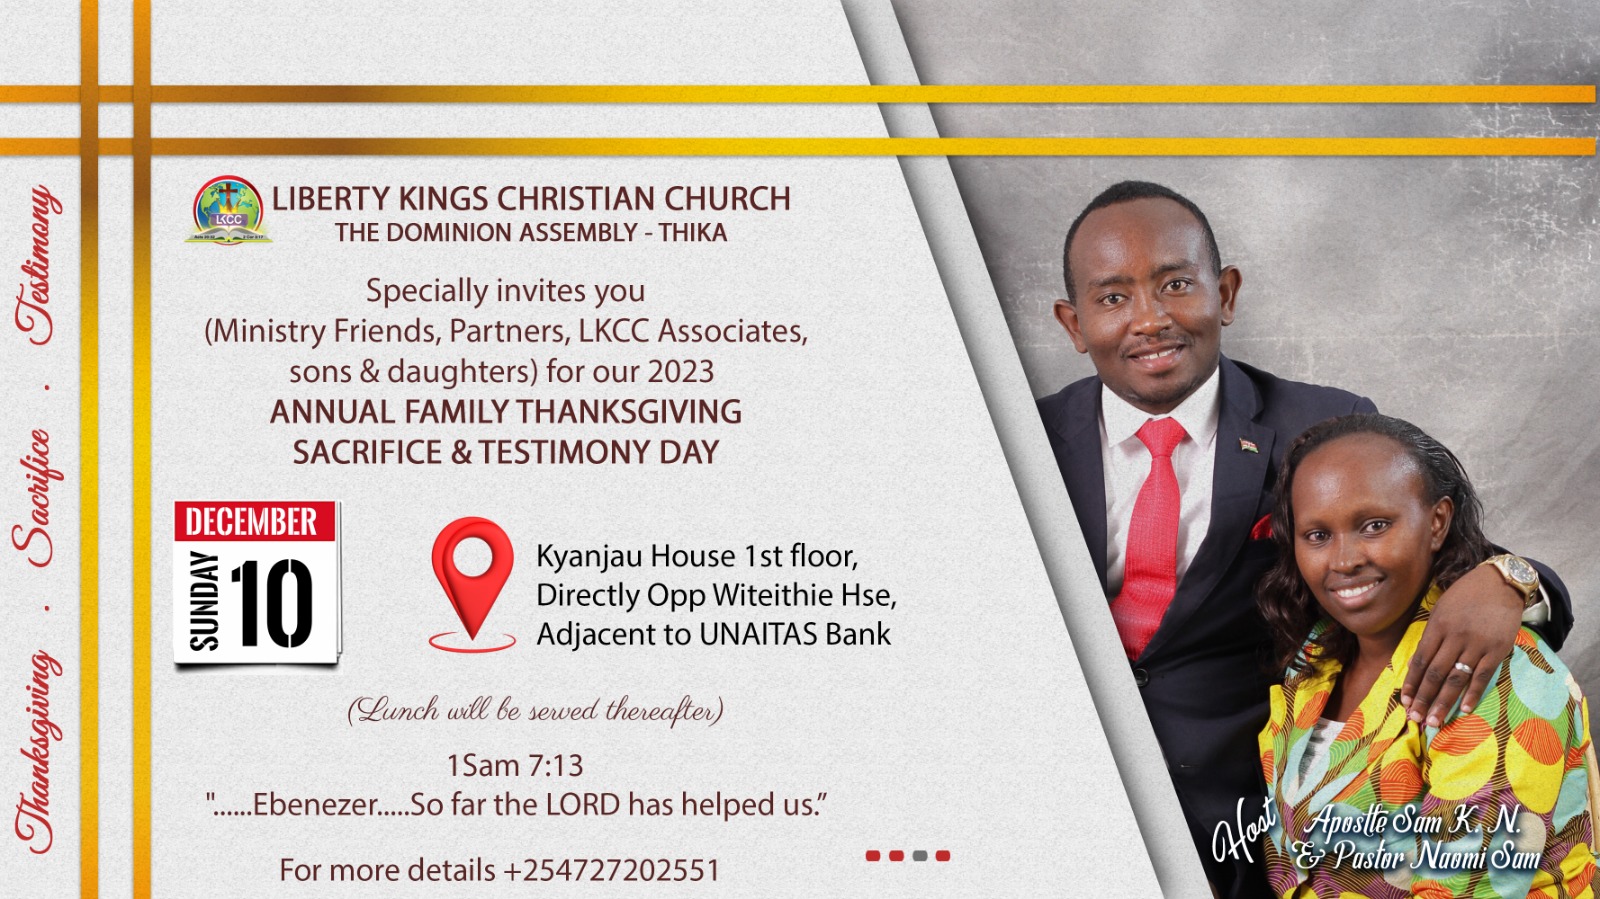 LIBERTY KINGS CHRISTIAN CHURCH
THE DOMINION ASSEMBLY - THIKA
LKCC
Specially invites you
(Ministry Friends, Partners, LKCC Associates,
sons & daughters) for our 2023
ANNUAL FAMILY THANKSGIVING
SACRIFICE & TESTIMONY DAY
DECEMBER
SUNDAY
10
Kyanjau House 1st floor,
Directly Opp Witeithie Hse,
Adjacent to UNAITAS Bank
(Lunch will be served thereafter)
1Sam 7:13
"......Ebenezer.....So far the LORD has helped us.”
For more details +254727202551
Thanksgiving . Sacrifice . Testimony
Host
Aposlte Sam K. N.
& Pastor Naomi Sam